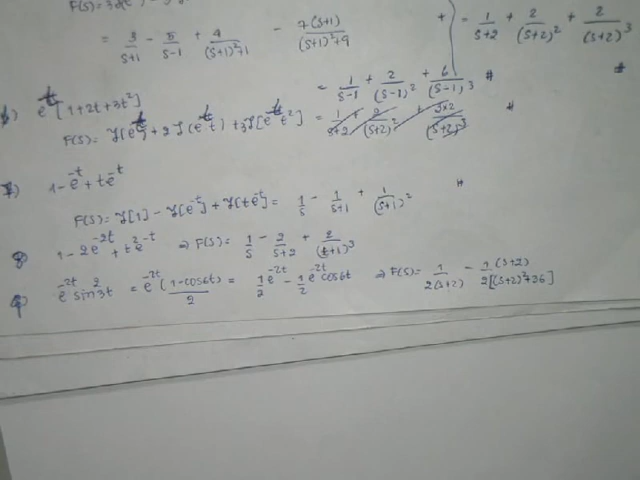 = 3/(s+1) - 5/(s-1) + 4/((s+1)²+1) - 7(s+1)/((s+1)²+9)
+ = 1/(s+2) + 2/(s+2)² + 2/(s+2)³
= 1/(s-1) + 2/(s-1)² + 6/(s-1)³ #
e^t [1+2t+3t²]
F(s) = ℒ(e^t) + 2ℒ(e^t t) + 3ℒ[e^t t²] =
7) 1 - e^-t + te^-t
F(s) = ℒ[1] - ℒ[e^-t] + ℒ[te^-t] = 1/s - 1/(s+1) + 1/(s+1)²
8) 1 - 2e^-2t + t²e^-t ⇒ F(s) = 1/s - 2/(s+2) + 2/(s+1)³
9) e^-2t sin²3t = e^-2t (1-cos6t)/2 = 1/2 e^-2t - 1/2 e^-2t cos6t ⇒ F(s) = 1/(2(s+2)) - 1(s+2)/(2[(s+2)²+36])